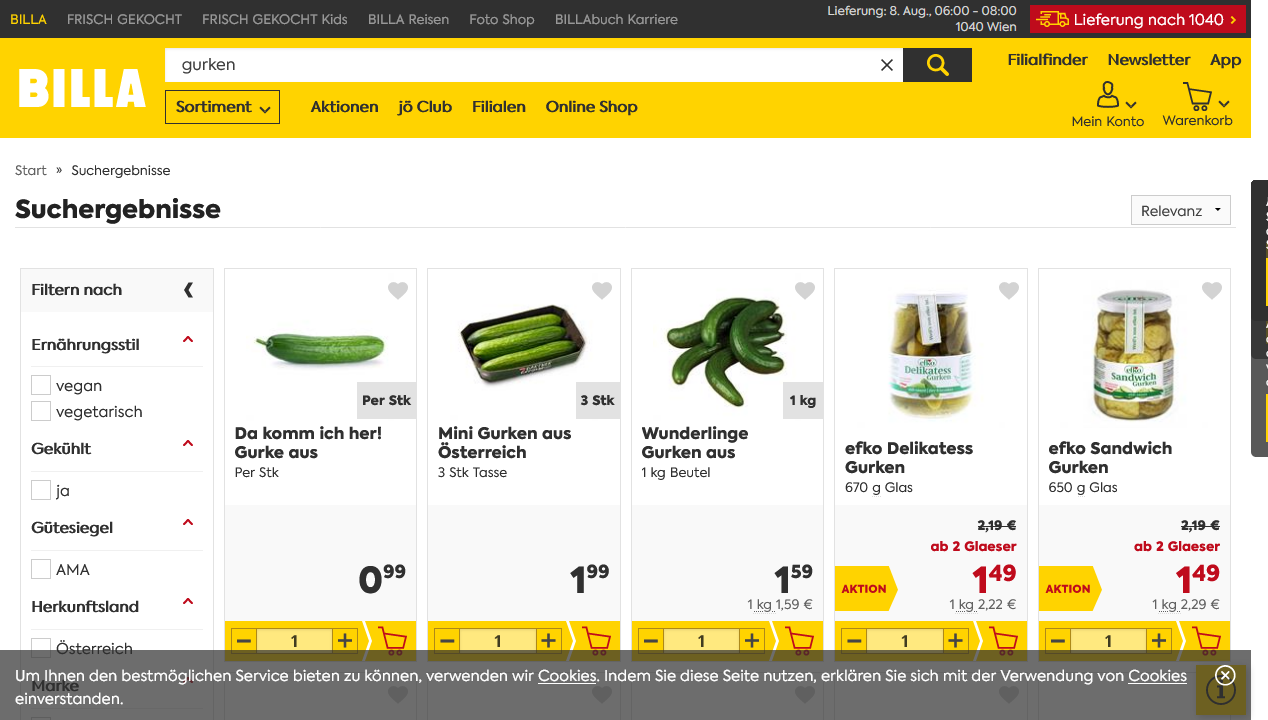 BILLA FRISCH GEKOCHT FRISCH GEKOCHT Kids BILLA Reisen Foto Shop BILLAbuch Karriere
Lieferung: 8. Aug., 06:00 - 08:00
1040 Wien
Lieferung nach 1040
BILLA
gurken
Filialfinder Newsletter App
Sortiment Aktionen jö Club Filialen Online Shop
Mein Konto Warenkorb
Start » Suchergebnisse
Suchergebnisse
Relevanz
Filtern nach
Ernährungsstil
vegan
vegetarisch
Gekühlt
ja
Gütesiegel
AMA
Herkunftsland
Österreich
Marke
Per Stk
Da komm ich her!
Gurke aus
Per Stk
0 99
1
3 Stk
Mini Gurken aus
Österreich
3 Stk Tasse
1 99
1
1 kg
Wunderlinge
Gurken aus
1 kg Beutel
1 59
1 kg 1,59 €
1
efko
Delikatess
Gurken
efko Delikatess
Gurken
670 g Glas
2,19 €
ab 2 Glaeser
AKTION
1 49
1 kg 2,22 €
1
efko
Sandwich
Gurken
efko Sandwich
Gurken
650 g Glas
2,19 €
ab 2 Glaeser
AKTION
1 49
1 kg 2,29 €
1
Um Ihnen den bestmöglichen Service bieten zu können, verwenden wir Cookies. Indem Sie diese Seite nutzen, erklären Sie sich mit der Verwendung von Cookies
einverstanden.